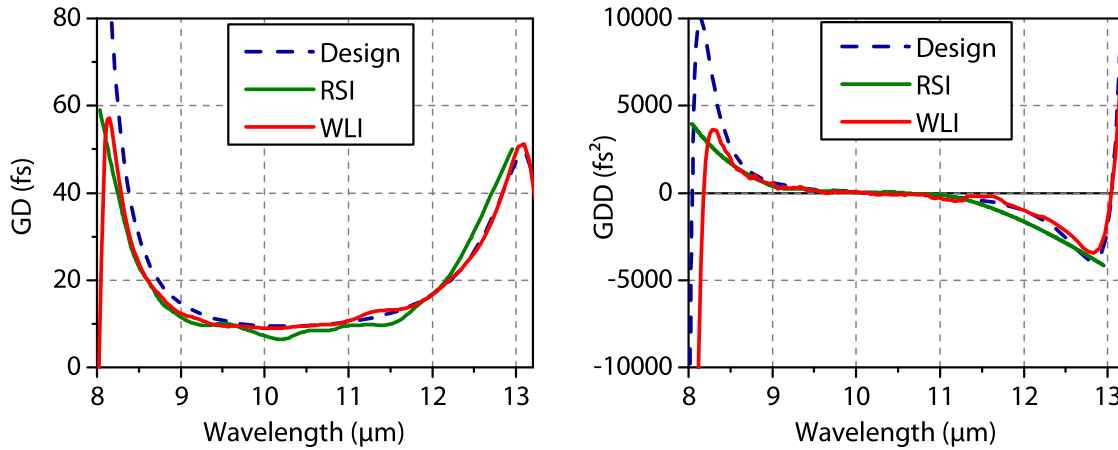 80
60
40
20
0
GD (fs)
Design
RSI
WLI
8
9
10
11
12
13
Wavelength (μm)
10000
5000
0
-5000
-10000
GDD (fs²)
Design
RSI
WLI
8
9
10
11
12
13
Wavelength (μm)